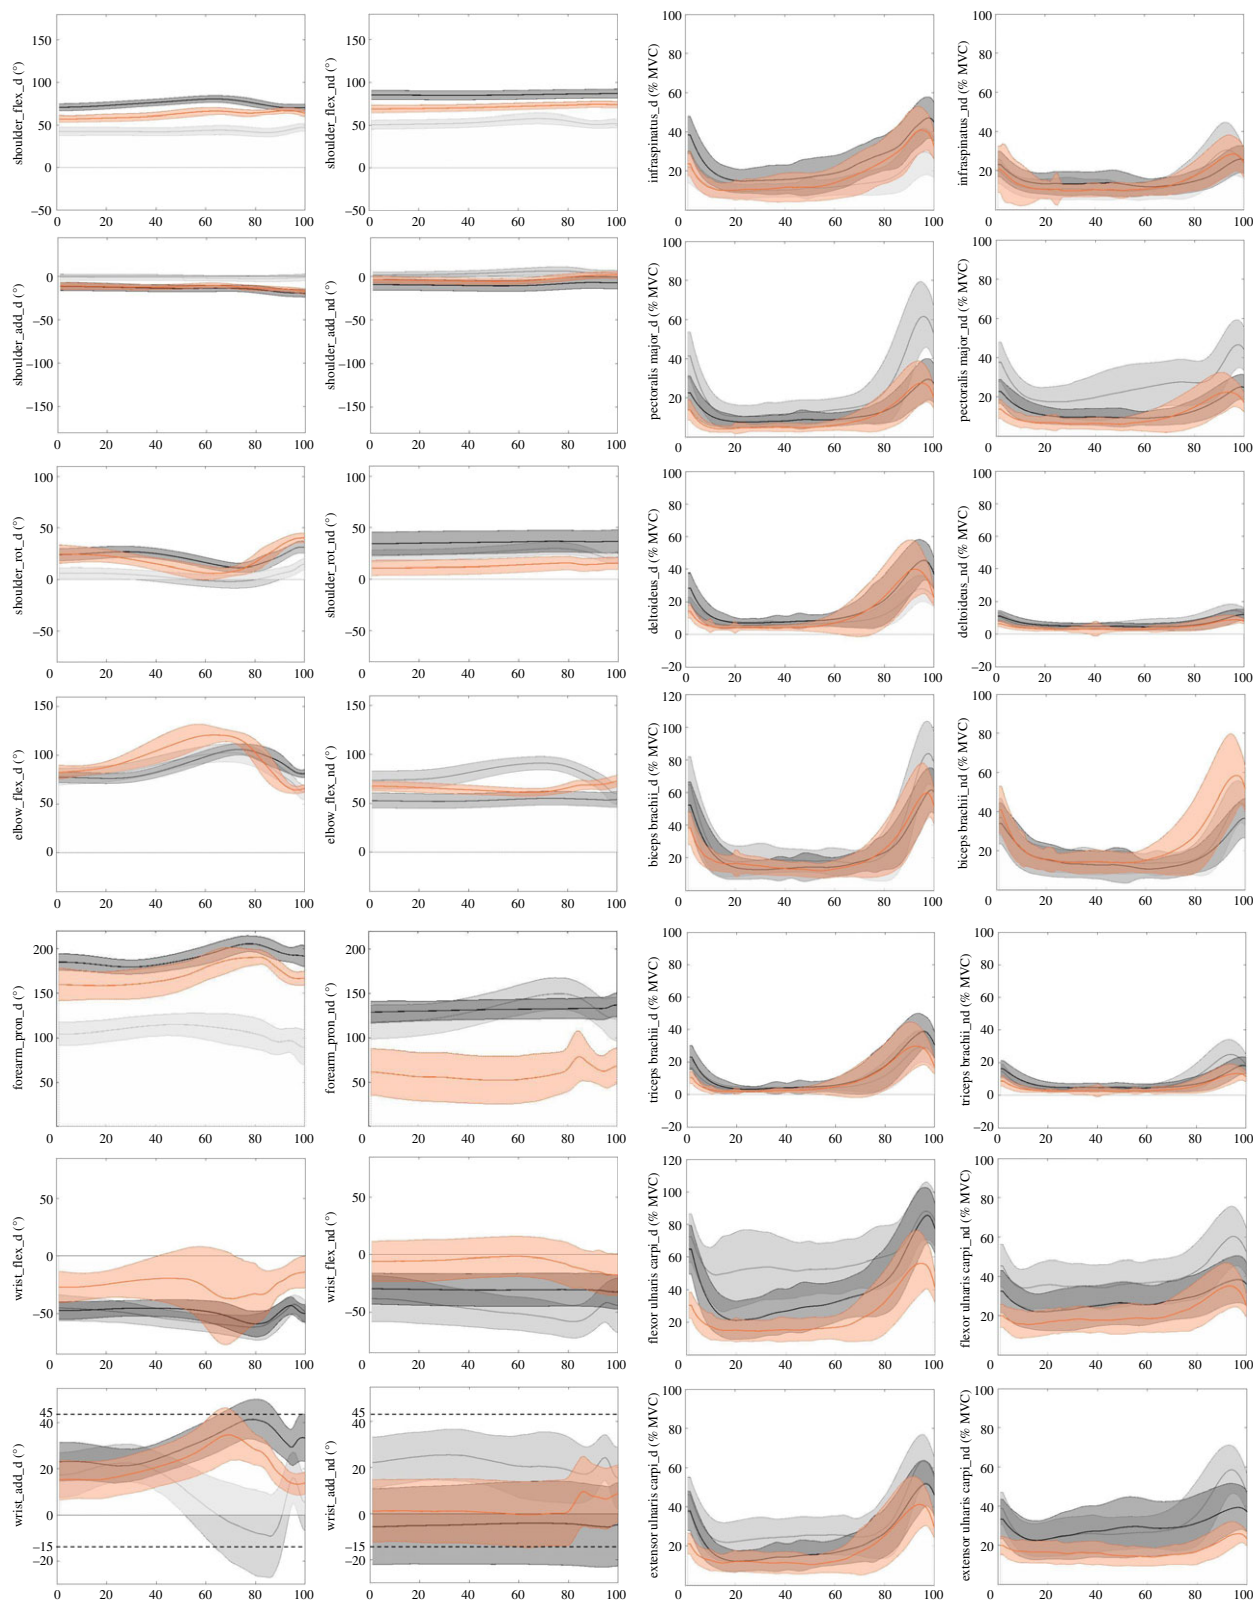 shoulder_flex_d (°)
150
100
50
0
−50
0 20 40 60 80 100
shoulder_flex_nd (°)
150
100
50
0
−50
0 20 40 60 80 100
infraspinatus_d (% MVC)
100
80
60
40
20
0 20 40 60 80 100
infraspinatus_nd (% MVC)
100
80
60
40
20
0 20 40 60 80 100
shoulder_add_d (°)
0
−50
−100
−150
0 20 40 60 80 100
shoulder_add_nd (°)
0
−50
−100
−150
0 20 40 60 80 100
pectoralis major_d (% MVC)
100
80
60
40
20
0 20 40 60 80 100
pectoralis major_nd (% MVC)
100
80
60
40
20
0 20 40 60 80 100
shoulder_rot_d (°)
100
50
0
−50
0 20 40 60 80 100
shoulder_rot_nd (°)
100
50
0
−50
0 20 40 60 80 100
deltoideus_d (% MVC)
100
80
60
40
20
0
−20
0 20 40 60 80 100
deltoideus_nd (% MVC)
100
80
60
40
20
0
−20
0 20 40 60 80 100
elbow_flex_d (°)
150
100
50
0
0 20 40 60 80 100
elbow_flex_nd (°)
150
100
50
0
0 20 40 60 80 100
biceps brachii_d (% MVC)
120
100
80
60
40
20
0 20 40 60 80 100
biceps brachii_nd (% MVC)
100
80
60
40
20
0 20 40 60 80 100
forearm_pron_d (°)
200
150
100
50
0 20 40 60 80 100
forearm_pron_nd (°)
200
150
100
50
0 20 40 60 80 100
triceps brachii_d (% MVC)
100
80
60
40
20
0
−20
0 20 40 60 80 100
triceps brachii_nd (% MVC)
100
80
60
40
20
0
−20
0 20 40 60 80 100
wrist_flex_d (°)
50
0
−50
0 20 40 60 80 100
wrist_flex_nd (°)
50
0
−50
0 20 40 60 80 100
flexor ulnaris carpi_d (% MVC)
120
100
80
60
40
20
0 20 40 60 80 100
flexor ulnaris carpi_nd (% MVC)
100
80
60
40
20
0 20 40 60 80 100
wrist_add_d (°)
45
40
20
0
−15
−20
0 20 40 60 80 100
wrist_add_nd (°)
45
40
20
0
−15
−20
0 20 40 60 80 100
extensor ulnaris carpi_d (% MVC)
100
80
60
40
20
0 20 40 60 80 100
extensor ulnaris carpi_nd (% MVC)
100
80
60
40
20
0 20 40 60 80 100